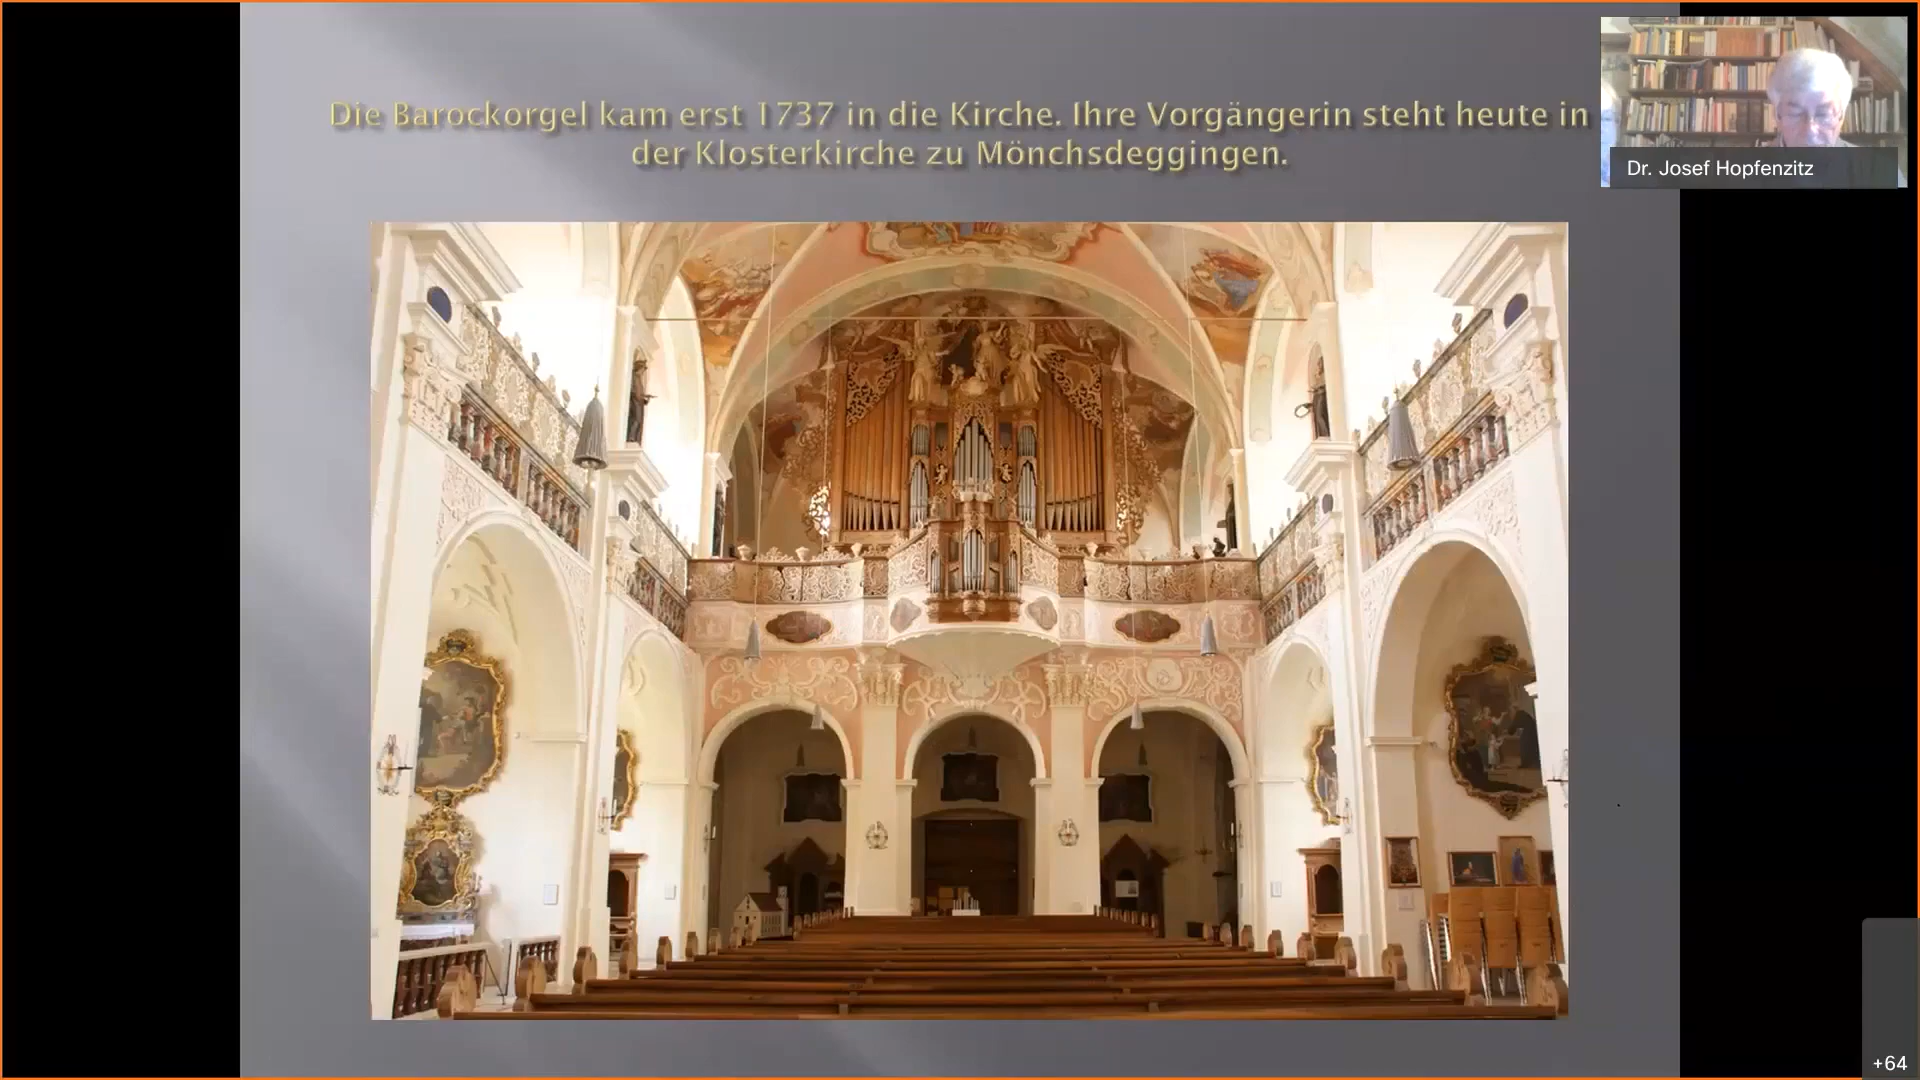 Die Barockorgel kam erst 1737 in die Kirche. Ihre Vorgängerin steht heute in
der Klosterkirche zu Mönchsdeggingen.
Dr. Josef Hopfenzitz
+64